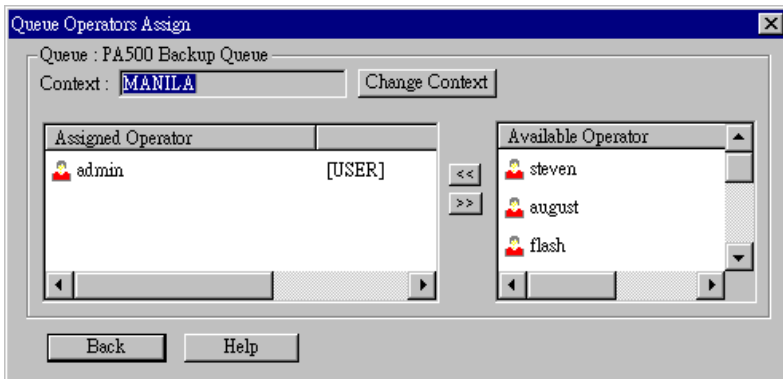 Queue Operators Assign
Queue : PA500 Backup Queue
Context : MANILA Change Context
Assigned Operator
admin [USER]
<<
>>
Available Operator
steven
august
flash
Back Help